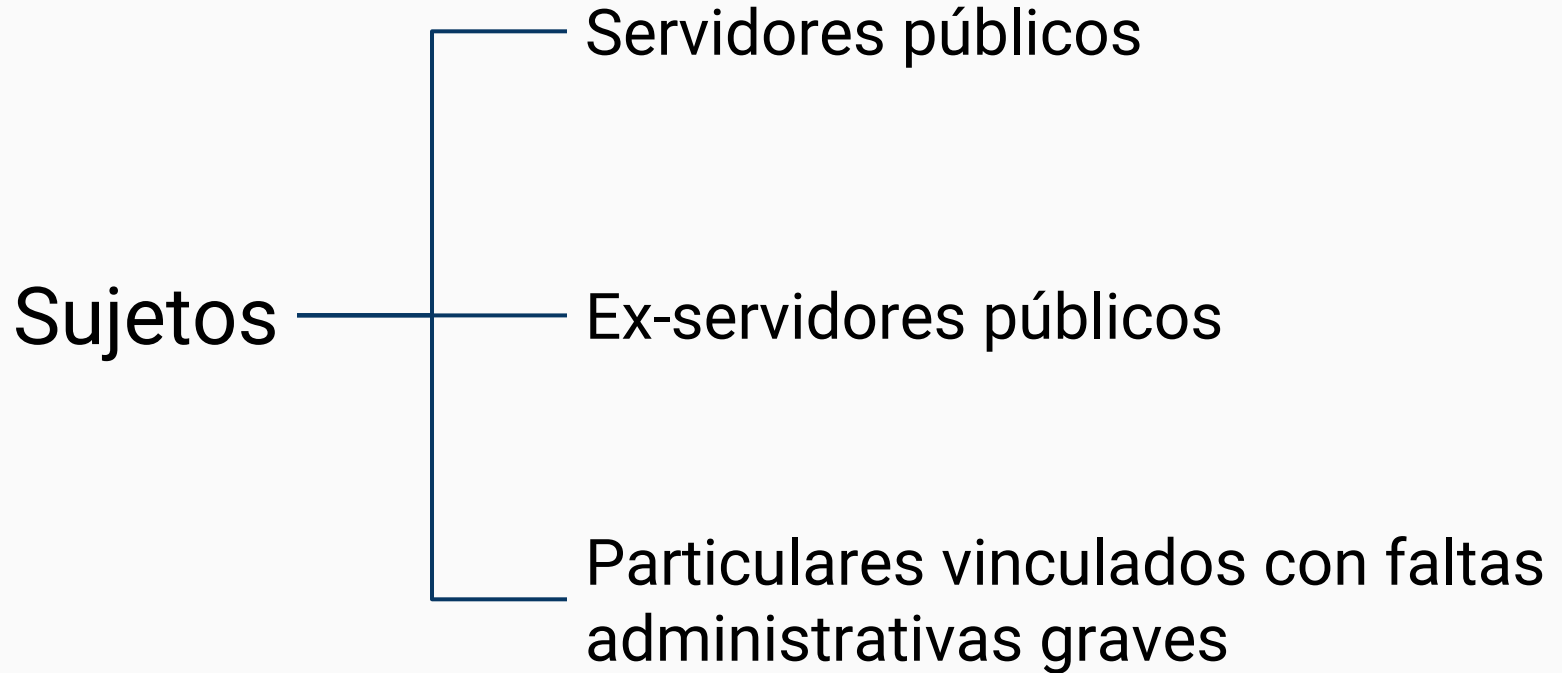 Servidores públicos
Sujetos
Ex-servidores públicos
Particulares vinculados con faltas
administrativas graves